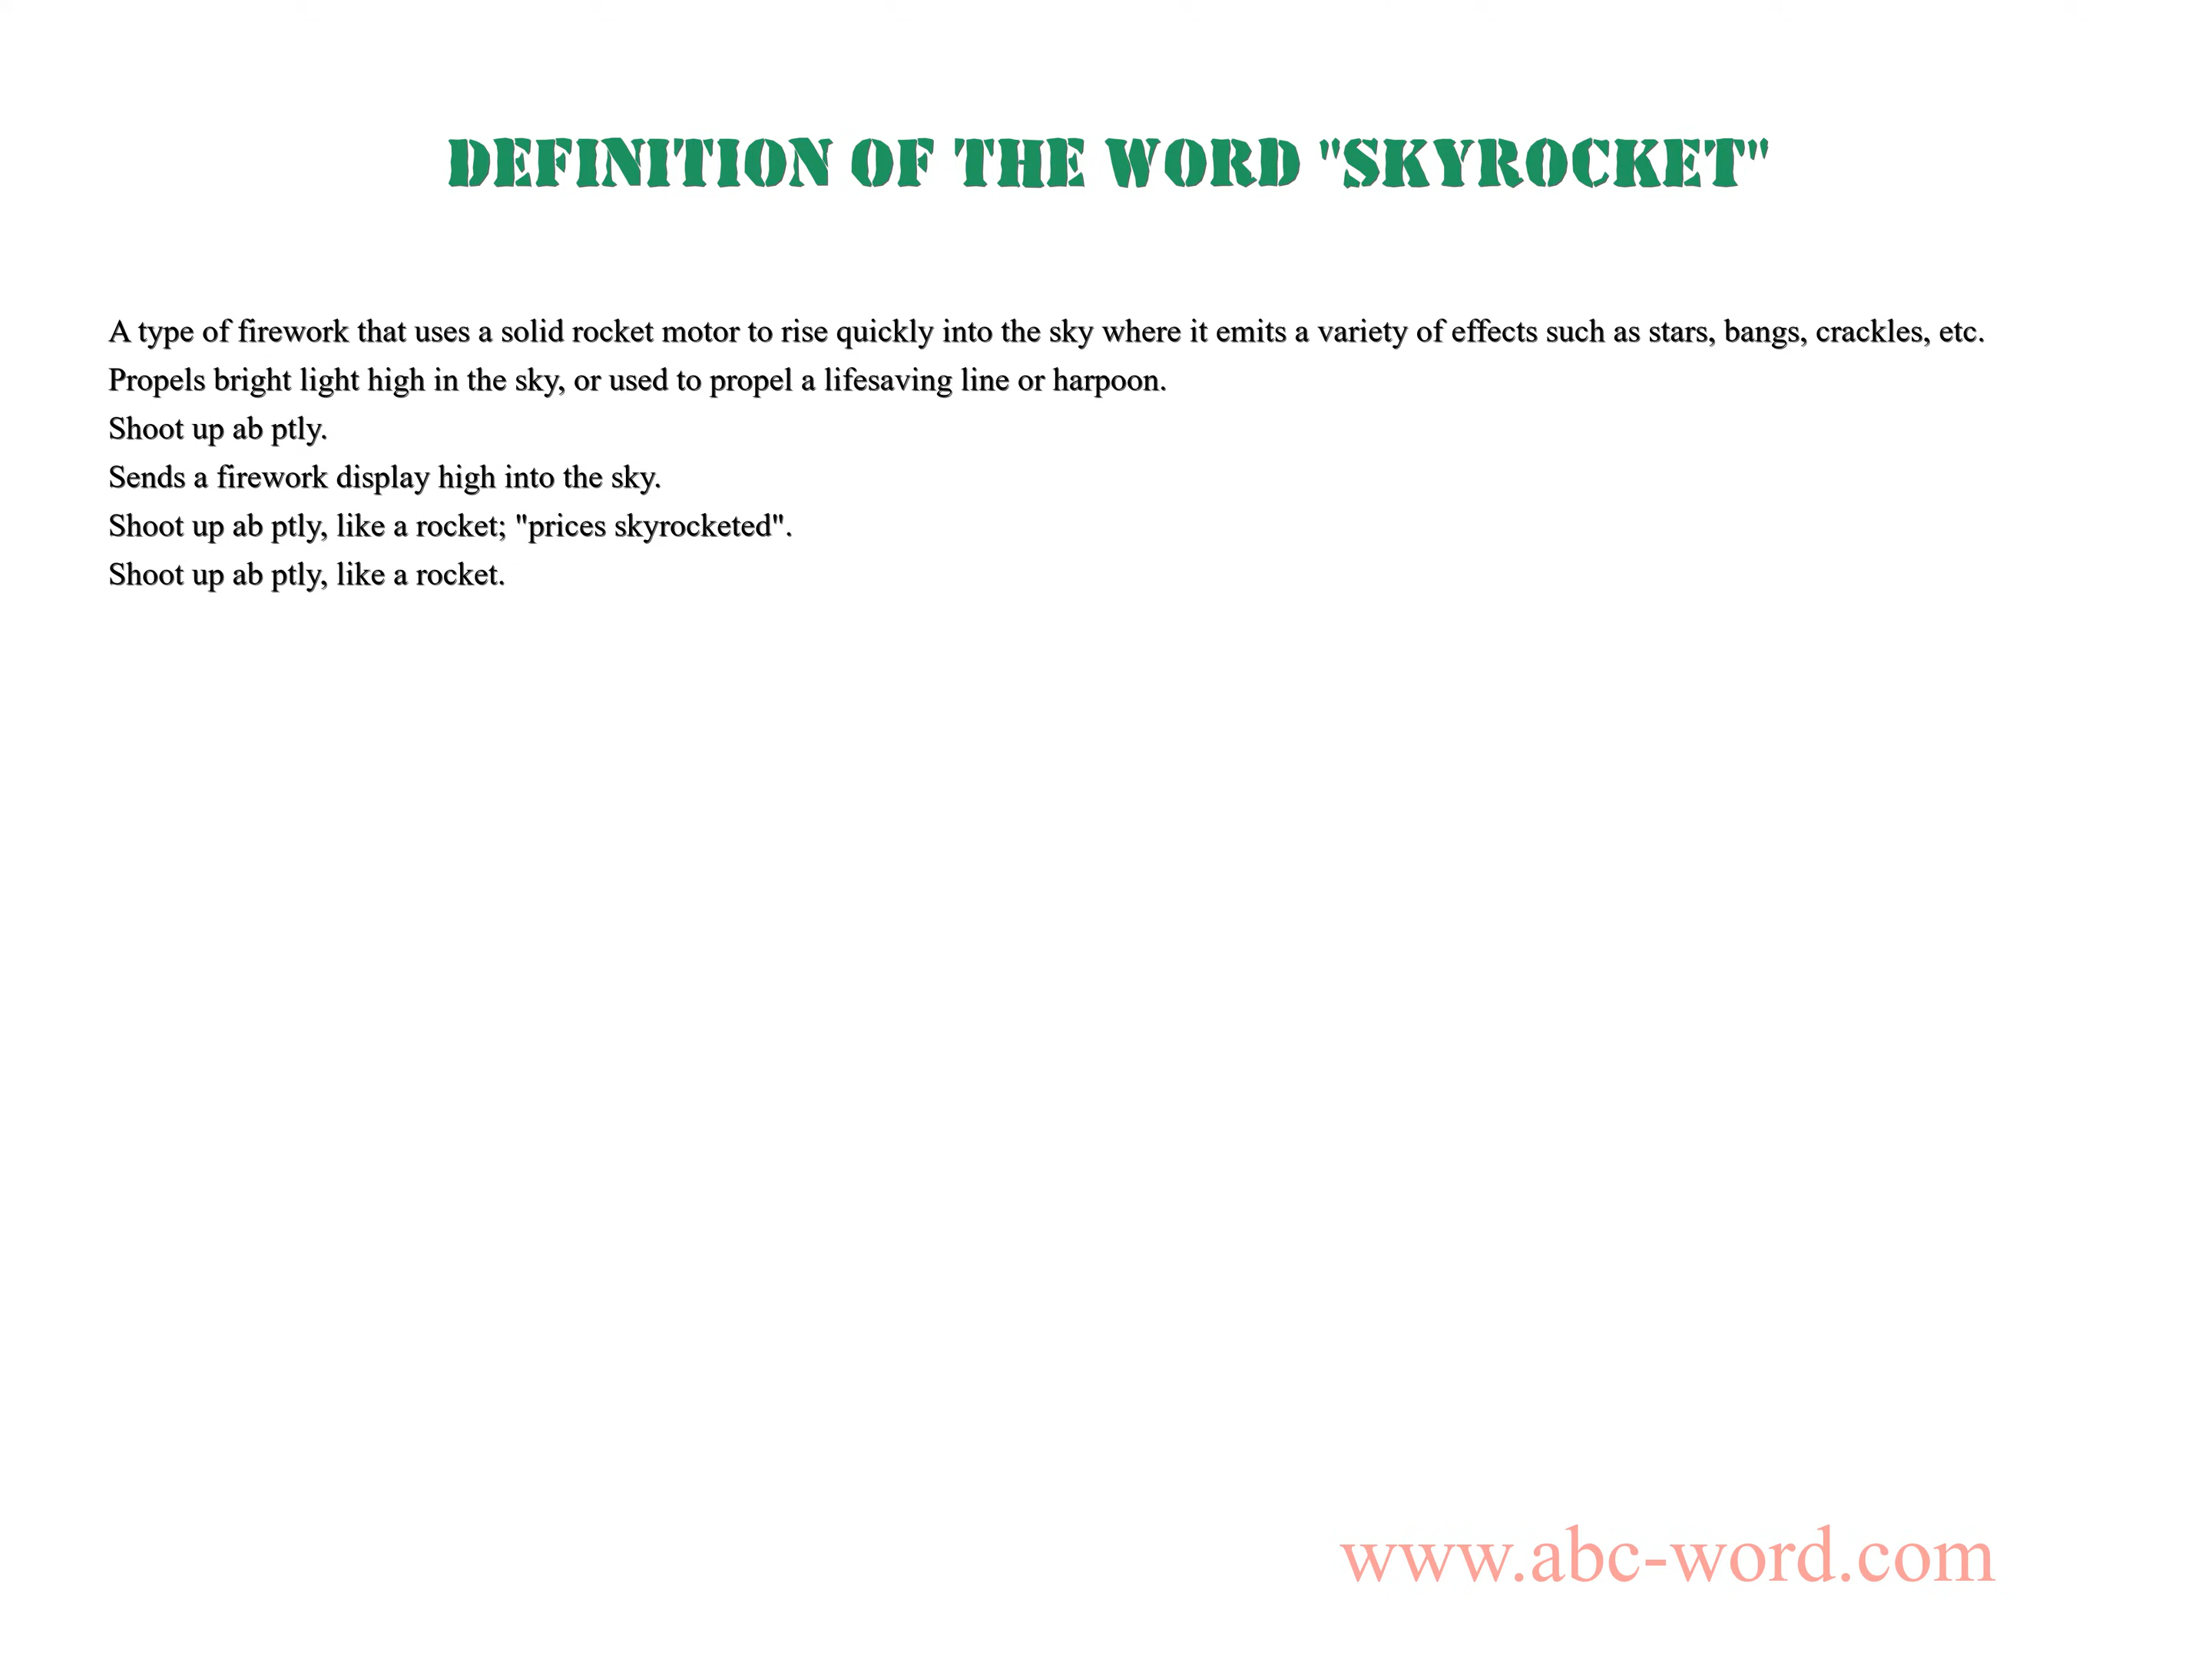 DEFINITION OF THE WORD "SKYROCKET"
A type of firework that uses a solid rocket motor to rise quickly into the sky where it emits a variety of effects such as stars, bangs, crackles, etc.
Propels bright light high in the sky, or used to propel a lifesaving line or harpoon.
Shoot up ab ptly.
Sends a firework display high into the sky.
Shoot up ab ptly, like a rocket; "prices skyrocketed".
Shoot up ab ptly, like a rocket.
www.abc-word.com